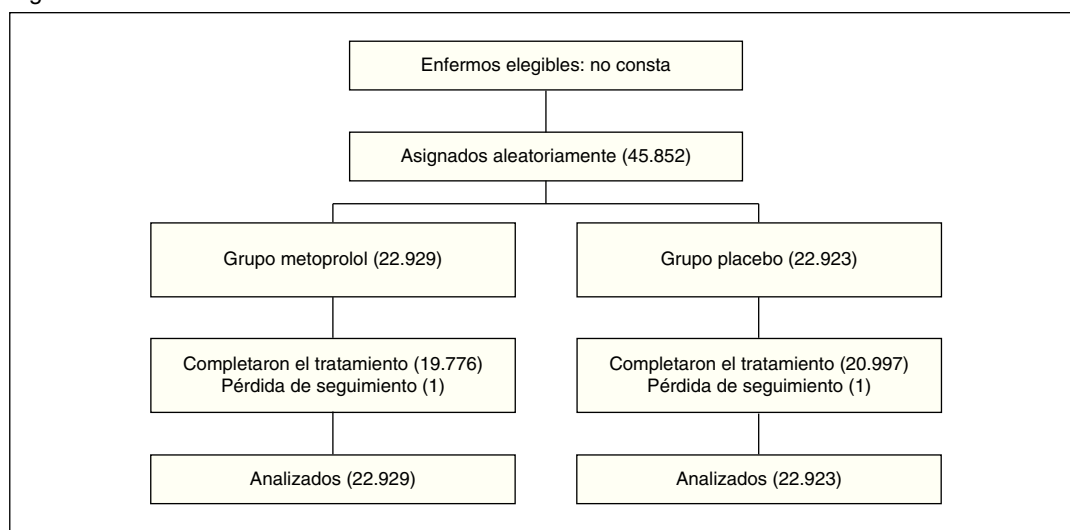 Enfermos elegibles: no consta
Asignados aleatoriamente (45.852)
Grupo metoprolol (22.929)
Grupo placebo (22.923)
Completaron el tratamiento (19.776)
Pérdida de seguimiento (1)
Completaron el tratamiento (20.997)
Pérdida de seguimiento (1)
Analizados (22.929)
Analizados (22.923)